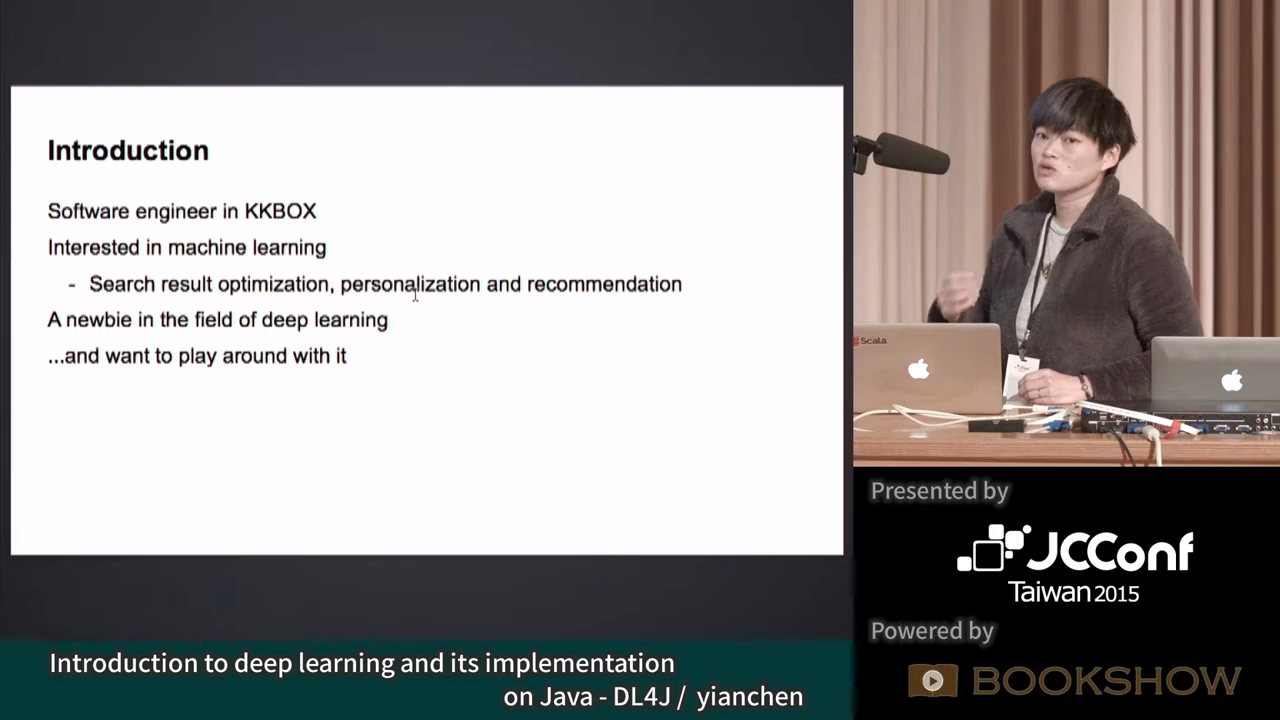 Introduction
Software engineer in KKBOX
Interested in machine learning
- Search result optimization, personalization and recommendation
A newbie in the field of deep learning
...and want to play around with it
Scala
Presented by
JCConf
Taiwan 2015
Powered by
BOOKSHOW
Introduction to deep learning and its implementation
on Java - DL4J / yianchen